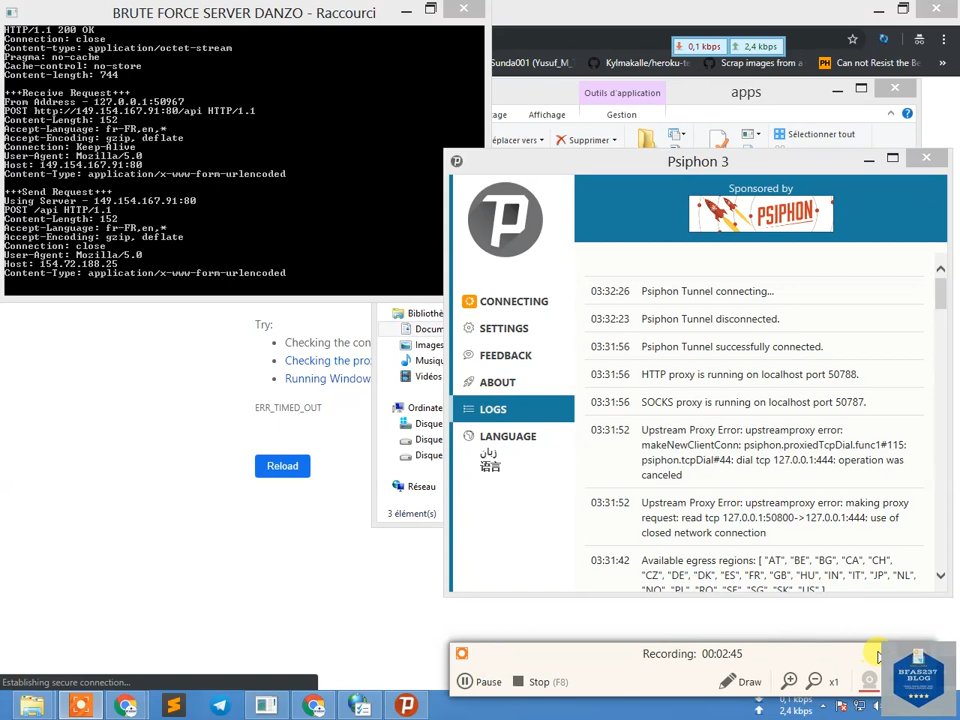 BRUTE FORCE SERVER DANZO - Raccourci
HTTP/1.1 200 OK
Connection: close
Content-type: application/octet-stream
Pragma: no-cache
Cache-control: no-store
Content-length: 744
+++Receive Request+++
From Address - 127.0.0.1:50967
POST http://149.154.167.91:80/api HTTP/1.1
Content-Length: 152
Accept-Language: fr-FR,en,*
Accept-Encoding: gzip, deflate
Connection: Keep-Alive
User-Agent: Mozilla/5.0
Host: 149.154.167.91:80
Content-Type: application/x-www-form-urlencoded
+++Send Request+++
Using Server - 149.154.167.91:80
POST /api HTTP/1.1
Content-Length: 152
Accept-Language: fr-FR,en,*
Accept-Encoding: gzip, deflate
Connection: close
User-Agent: Mozilla/5.0
Host: 154.72.188.25
Content-Type: application/x-www-form-urlencoded
0,1 kbps 2,4 kbps
Sunda001 (Yusuf_M_ Kylmakalle/heroku-te Scrap images from a PH Can not Resist the Be »
Outils d'application apps
age Affichage Gestion
éplacer vers Supprimer Sélectionner tout
Psiphon 3
Sponsored by
PSIPHON
CONNECTING
SETTINGS
FEEDBACK
ABOUT
LOGS
LANGUAGE
زبان
语言
03:32:26 Psiphon Tunnel connecting...
03:32:23 Psiphon Tunnel disconnected.
03:31:56 Psiphon Tunnel successfully connected.
03:31:56 HTTP proxy is running on localhost port 50788.
03:31:56 SOCKS proxy is running on localhost port 50787.
03:31:52 Upstream Proxy Error: upstreamproxy error:
makeNewClientConn: psiphon.proxiedTcpDial.func1#115:
psiphon.tcpDial#44: dial tcp 127.0.0.1:444: operation was
canceled
03:31:52 Upstream Proxy Error: upstreamproxy error: making proxy
request: read tcp 127.0.0.1:50800->127.0.0.1:444: use of
closed network connection
03:31:42 Available egress regions: [ "AT", "BE", "BG", "CA", "CH",
"CZ", "DE", "DK", "ES", "FR", "GB", "HU", "IN", "IT", "JP", "NL",
"NO", "PL", "RO", "SE", "SG", "SK", "US" ]
Try:
Checking the con
Checking the pro
Running Window
ERR_TIMED_OUT
Reload
Bibliothè
Docum
Images
Musiqu
Vidéos
Ordinate
Disque
Disque
Disque
Réseau
3 élément(s)
Recording: 00:02:45
Pause Stop (F8) Draw x1
BFAS237
BLOG
Establishing secure connection...
0,1 kbps
2,4 kbps